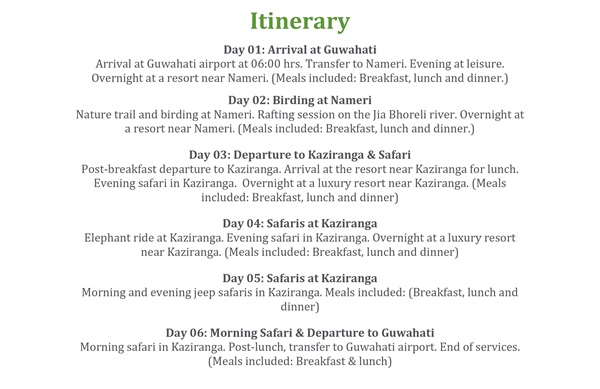 Itinerary
Day 01: Arrival at Guwahati
Arrival at Guwahati airport at 06:00 hrs. Transfer to Nameri. Evening at leisure.
Overnight at a resort near Nameri. (Meals included: Breakfast, lunch and dinner.)
Day 02: Birding at Nameri
Nature trail and birding at Nameri. Rafting session on the Jia Bhoreli river. Overnight at
a resort near Nameri. (Meals included: Breakfast, lunch and dinner.)
Day 03: Departure to Kaziranga & Safari
Post-breakfast departure to Kaziranga. Arrival at the resort near Kaziranga for lunch.
Evening safari in Kaziranga. Overnight at a luxury resort near Kaziranga. (Meals
included: Breakfast, lunch and dinner)
Day 04: Safaris at Kaziranga
Elephant ride at Kaziranga. Evening safari in Kaziranga. Overnight at a luxury resort
near Kaziranga. (Meals included: Breakfast, lunch and dinner)
Day 05: Safaris at Kaziranga
Morning and evening jeep safaris in Kaziranga. Meals included: (Breakfast, lunch and
dinner)
Day 06: Morning Safari & Departure to Guwahati
Morning safari in Kaziranga. Post-lunch, transfer to Guwahati airport. End of services.
(Meals included: Breakfast & lunch)